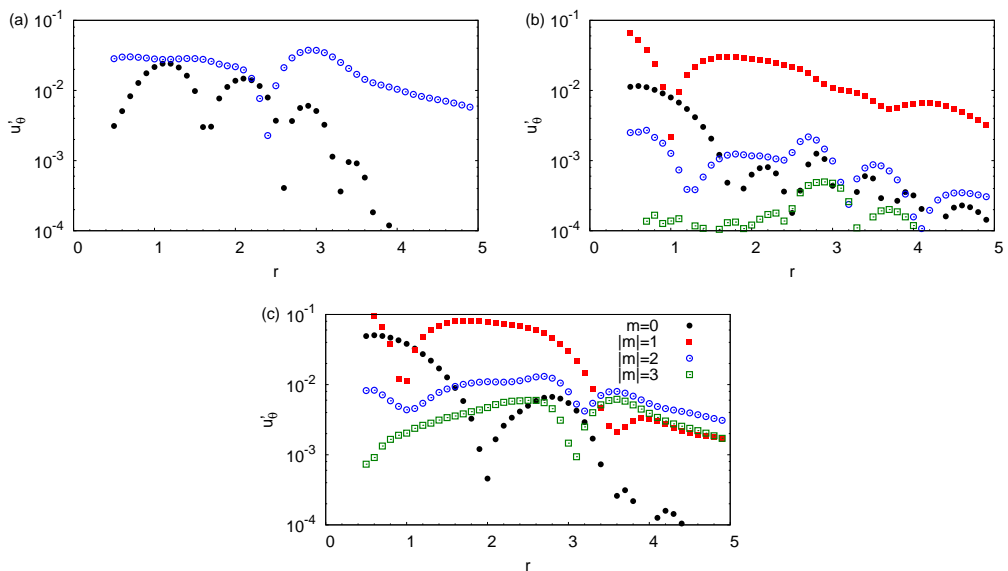 (a)
10⁻¹
10⁻²
10⁻³
10⁻⁴
u'θ
0 1 2 3 4 5
r
(b)
10⁻¹
10⁻²
10⁻³
10⁻⁴
u'θ
0 1 2 3 4 5
r
(c)
10⁻¹
10⁻²
10⁻³
10⁻⁴
u'θ
m=0
|m|=1
|m|=2
|m|=3
0 1 2 3 4 5
r